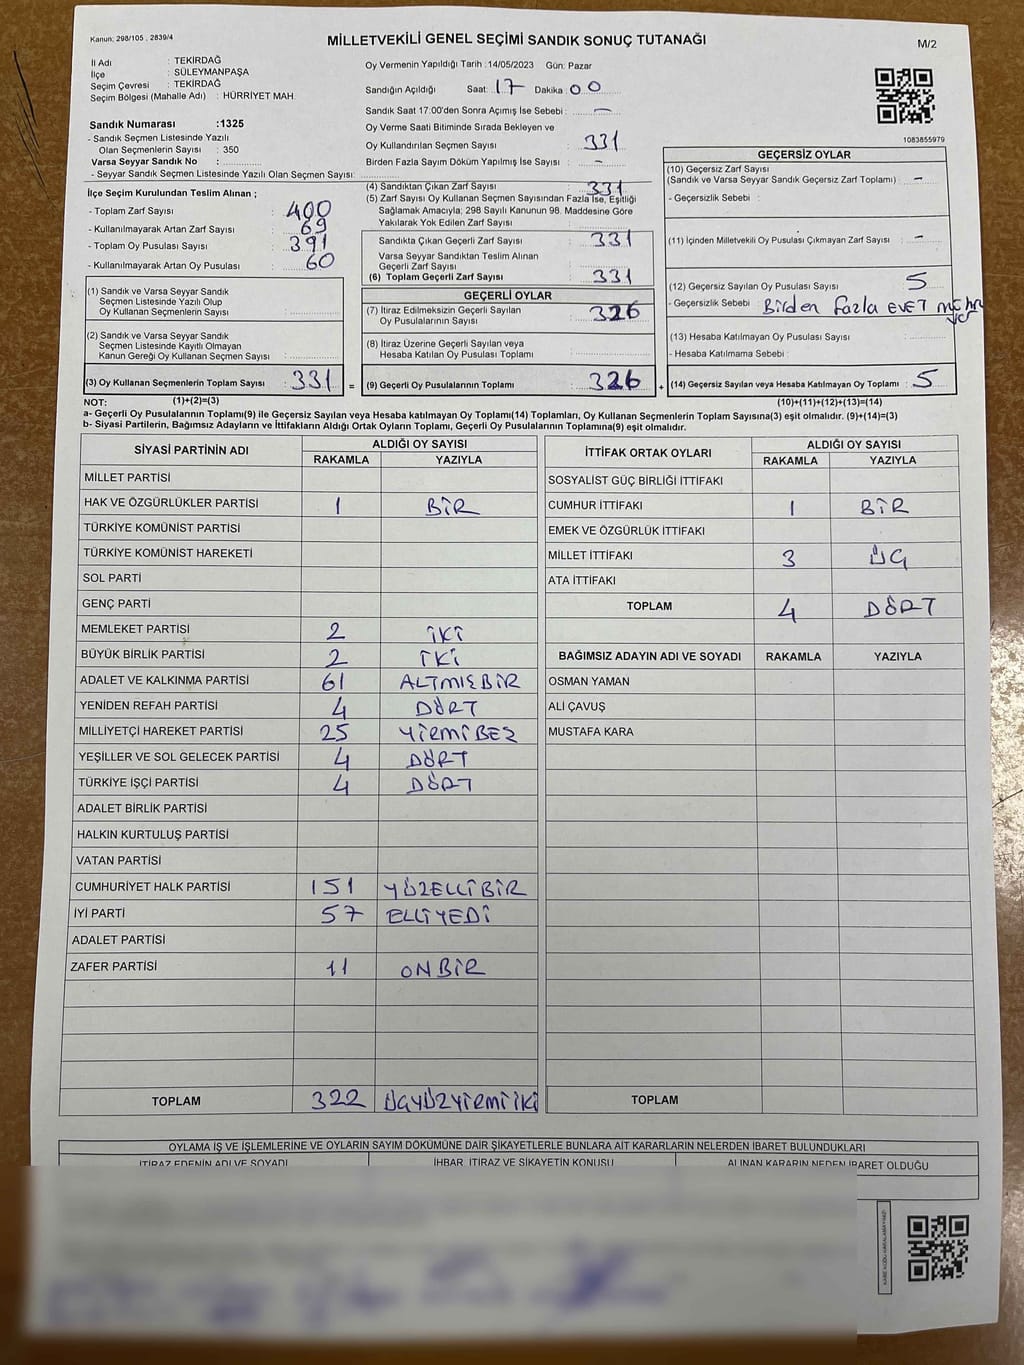 Kanun: 298/105 , 2839/4
MİLLETVEKİLİ GENEL SEÇİMİ SANDIK SONUÇ TUTANAĞI
M/2
İl Adı : TEKİRDAĞ
İlçe : SÜLEYMANPAŞA
Seçim Çevresi : TEKİRDAĞ
Seçim Bölgesi (Mahalle Adı) : HÜRRİYET MAH.
Sandık Numarası :1325
- Sandık Seçmen Listesinde Yazılı
Olan Seçmenlerin Sayısı : 350
Varsa Seyyar Sandık No :
- Seyyar Sandık Seçmen Listesinde Yazılı Olan Seçmen Sayısı:
Oy Vermenin Yapıldığı Tarih :14/05/2023 Gün: Pazar
Sandığın Açıldığı Saat: 17 Dakika: 00
Sandık Saat 17:00'den Sonra Açımış İse Sebebi : —
Oy Verme Saati Bitiminde Sırada Bekleyen ve
Oy Kullandırılan Seçmen Sayısı : 331
Birden Fazla Sayım Döküm Yapılmış İse Sayısı : -
1083855979
İlçe Seçim Kurulundan Teslim Alınan ;
- Toplam Zarf Sayısı : 400
- Kullanılmayarak Artan Zarf Sayısı : 69
- Toplam Oy Pusulası Sayısı : 391
- Kullanılmayarak Artan Oy Pusulası : 60
(4) Sandıktan Çıkan Zarf Sayısı : 331
(5) Zarf Sayısı Oy Kullanan Seçmen Sayısından Fazla İse, Eşitliği
Sağlamak Amacıyla; 298 Sayılı Kanunun 98. Maddesine Göre
Yakılarak Yok Edilen Zarf Sayısı :
Sandıkta Çıkan Geçerli Zarf Sayısı : 331
Varsa Seyyar Sandıktan Teslim Alınan
Geçerli Zarf Sayısı :
(6) Toplam Geçerli Zarf Sayısı : 331
GEÇERSİZ OYLAR
(10) Geçersiz Zarf Sayısı
(Sandık ve Varsa Seyyar Sandık Geçersiz Zarf Toplamı) : -
- Geçersizlik Sebebi :
(11) İçinden Milletvekili Oy Pusulası Çıkmayan Zarf Sayısı : -
(12) Geçersiz Sayılan Oy Pusulası Sayısı : 5
- Geçersizlik Sebebi : Birden fazla EVET mühru
(13) Hesaba Katılmayan Oy Pusulası Sayısı :
- Hesaba Katılmama Sebebi :
(1) Sandık ve Varsa Seyyar Sandık
Seçmen Listesinde Yazılı Olup
Oy Kullanan Seçmenlerin Sayısı :
(2) Sandık ve Varsa Seyyar Sandık
Seçmen Listesinde Kayıtlı Olmayan
Kanun Gereği Oy Kullanan Seçmen Sayısı :
GEÇERLİ OYLAR
(7) İtiraz Edilmeksizin Geçerli Sayılan
Oy Pusulalarının Sayısı : 326
(8) İtiraz Üzerine Geçerli Sayılan veya
Hesaba Katılan Oy Pusulası Toplamı :
(3) Oy Kullanan Seçmenlerin Toplam Sayısı : 331 = (9) Geçerli Oy Pusulalarının Toplamı : 326 + (14) Geçersiz Sayılan veya Hesaba Katılmayan Oy Toplamı : 5
NOT: (1)+(2)=(3) (10)+(11)+(12)+(13)=(14)
a- Geçerli Oy Pusulalarının Toplamı(9) ile Geçersiz Sayılan veya Hesaba katılmayan Oy Toplamı(14) Toplamları, Oy Kullanan Seçmenlerin Toplam Sayısına(3) eşit olmalıdır. (9)+(14)=(3)
b- Siyasi Partilerin, Bağımsız Adayların ve İttifakların Aldığı Ortak Oyların Toplamı, Geçerli Oy Pusulalarının Toplamına(9) eşit olmalıdır.
SİYASİ PARTİNİN ADI ALDIĞI OY SAYISI
RAKAMLA YAZIYLA
MİLLET PARTİSİ
HAK VE ÖZGÜRLÜKLER PARTİSİ 1 BİR
TÜRKİYE KOMÜNİST PARTİSİ
TÜRKİYE KOMÜNİST HAREKETİ
SOL PARTİ
GENÇ PARTİ
MEMLEKET PARTİSİ 2 İKİ
BÜYÜK BİRLİK PARTİSİ 2 İKİ
ADALET VE KALKINMA PARTİSİ 61 ALTMIŞBİR
YENİDEN REFAH PARTİSİ 4 DÖRT
MİLLİYETÇİ HAREKET PARTİSİ 25 YİRMİBEŞ
YEŞİLLER VE SOL GELECEK PARTİSİ 4 DÖRT
TÜRKİYE İŞÇİ PARTİSİ 4 DÖRT
ADALET BİRLİK PARTİSİ
HALKIN KURTULUŞ PARTİSİ
VATAN PARTİSİ
CUMHURİYET HALK PARTİSİ 151 YÜZELLİBİR
İYİ PARTİ 57 ELLİYEDİ
ADALET PARTİSİ
ZAFER PARTİSİ 11 ONBİR
TOPLAM 322 ÜÇYÜZYİRMİİKİ
İTTİFAK ORTAK OYLARI ALDIĞI OY SAYISI
RAKAMLA YAZIYLA
SOSYALİST GÜÇ BİRLİĞİ İTTİFAKI
CUMHUR İTTİFAKI 1 BİR
EMEK VE ÖZGÜRLÜK İTTİFAKI
MİLLET İTTİFAKI 3 ÜÇ
ATA İTTİFAKI
TOPLAM 4 DÖRT
BAĞIMSIZ ADAYIN ADI VE SOYADI RAKAMLA YAZIYLA
OSMAN YAMAN
ALİ ÇAVUŞ
MUSTAFA KARA
TOPLAM
OYLAMA İŞ VE İŞLEMLERİNE VE OYLARIN SAYIM DÖKÜMÜNE DAİR ŞİKAYETLERLE BUNLARA AİT KARARLARIN NELERDEN İBARET BULUNDUKLARI
İTİRAZ EDENİN ADI VE SOYADI İHBAR, İTİRAZ VE ŞİKAYETİN KONUSU ALINAN KARARIN NEDEN İBARET OLDUĞU